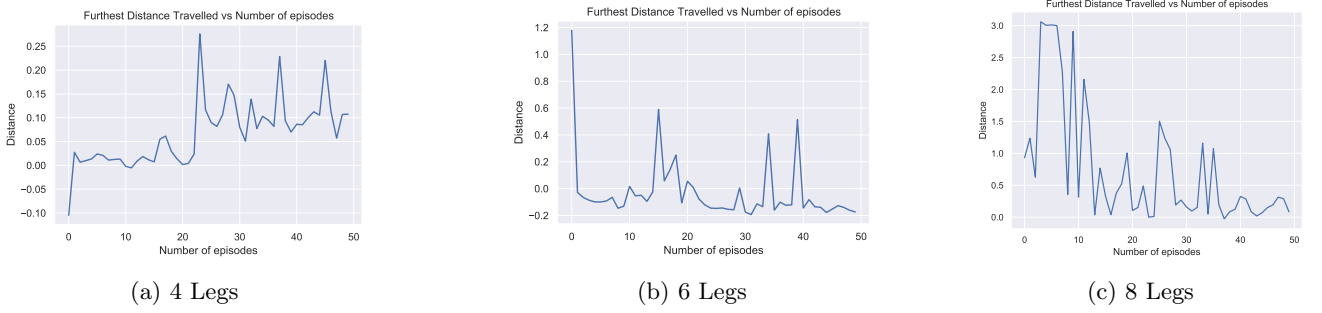 Furthest Distance Travelled vs Number of episodes
0.25
0.20
0.15
0.10
0.05
0.00
−0.05
−0.10
Distance
0 10 20 30 40 50
Number of episodes
(a) 4 Legs
Furthest Distance Travelled vs Number of episodes
1.2
1.0
0.8
0.6
0.4
0.2
0.0
−0.2
Distance
0 10 20 30 40 50
Number of episodes
(b) 6 Legs
Furthest Distance Travelled vs Number of episodes
3.0
2.5
2.0
1.5
1.0
0.5
0.0
Distance
0 10 20 30 40 50
Number of episodes
(c) 8 Legs